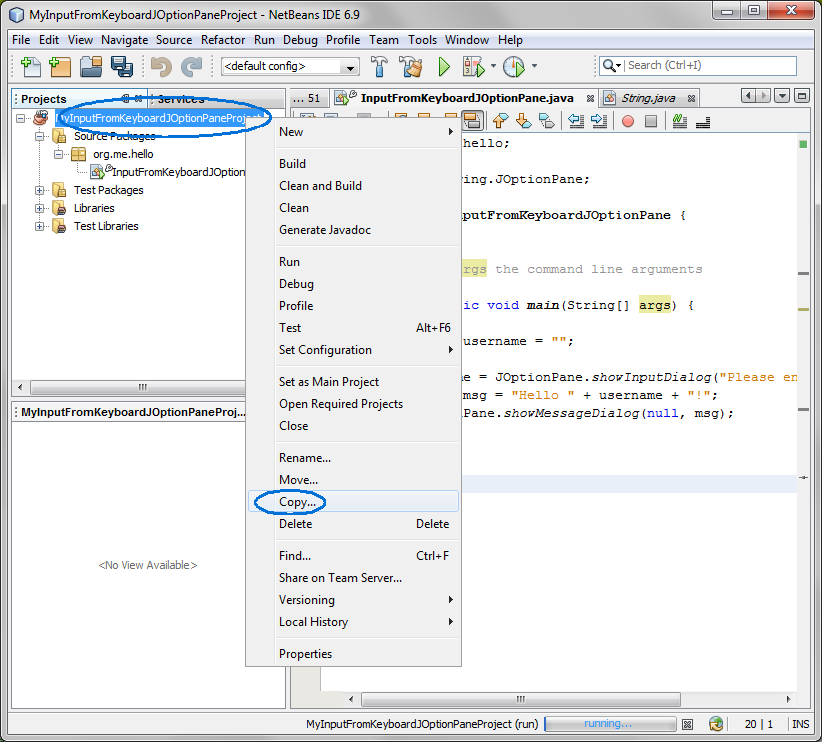 MyInputFromKeyboardJOptionPaneProject - NetBeans IDE 6.9
File Edit View Navigate Source Refactor Run Debug Profile Team Tools Window Help
<default config>
Search (Ctrl+I)
Projects
Services
... 51
InputFromKeyboardJOptionPane.java
String.java
MyInputFromKeyboardJOptionPaneProject
Source Packages
org.me.hello
InputFromKeyboardJOption
Test Packages
Libraries
Test Libraries
MyInputFromKeyboardJOptionPaneProj...
<No View Available>
New
Build
Clean and Build
Clean
Generate Javadoc
Run
Debug
Profile
Test Alt+F6
Set Configuration
Set as Main Project
Open Required Projects
Close
Rename...
Move...
Copy...
Delete Delete
Find... Ctrl+F
Share on Team Server...
Versioning
Local History
Properties
hello;
ing.JOptionPane;
putFromKeyboardJOptionPane {
rgs the command line arguments
ic void main(String[] args) {
username = "";
e = JOptionPane.showInputDialog("Please en
msg = "Hello " + username + "!";
Pane.showMessageDialog(null, msg);
MyInputFromKeyboardJOptionPaneProject (run)
running...
20 | 1
INS